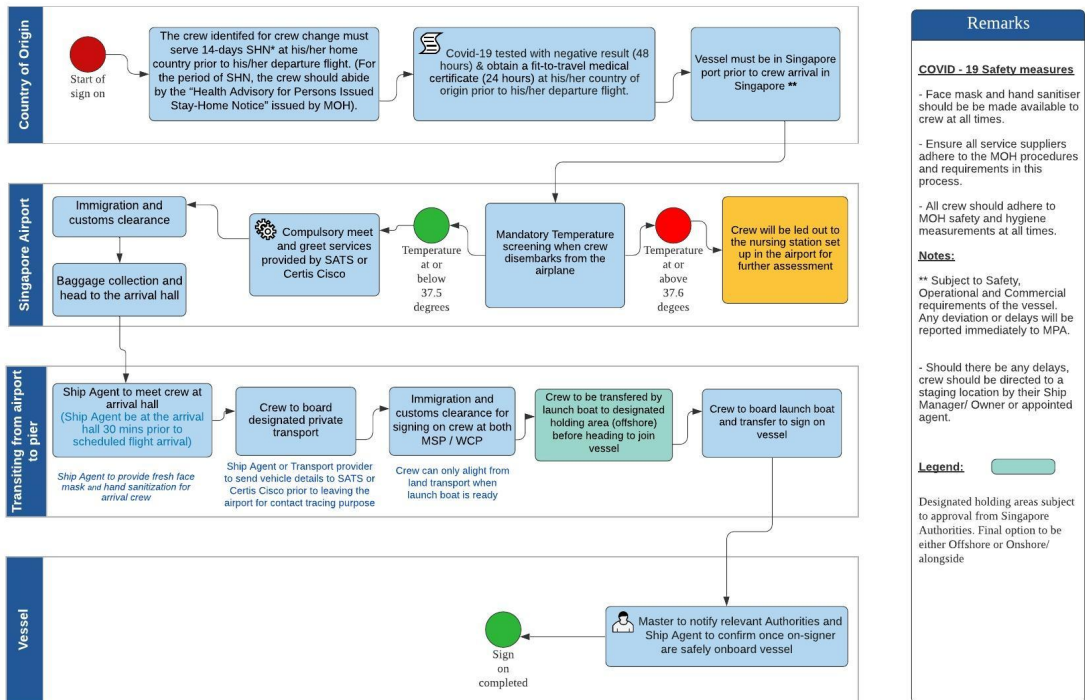 Country of Origin
Start of
sign on
The crew identifed for crew change must
serve 14-days SHN* at his/her home
country prior to his/her departure flight. (For
the period of SHN, the crew should abide
by the “Health Advisory for Persons Issued
Stay-Home Notice” issued by MOH).
Covid-19 tested with negative result (48
hours) & obtain a fit-to-travel medical
certificate (24 hours) at his/her country of
origin prior to his/her departure flight.
Vessel must be in Singapore
port prior to crew arrival in
Singapore **
Singapore Airport
Immigration and
customs clearance
Baggage collection and
head to the arrival hall
Compulsory meet
and greet services
provided by SATS or
Certis Cisco
Temperature
at or
below
37.5
degrees
Mandatory Temperature
screening when crew
disembarks from the
airplane
Temperature
at or
above
37.6
degees
Crew will be led out to
the nursing station set
up in the airport for
further assessment
Transiting from airport
to pier
Ship Agent to meet crew at
arrival hall
(Ship Agent be at the arrival
hall 30 mins prior to
scheduled flight arrival)
Ship Agent to provide fresh face
mask and hand sanitization for
arrival crew
Crew to board
designated private
transport
Ship Agent or Transport provider
to send vehicle details to SATS or
Certis Cisco prior to leaving the
airport for contact tracing purpose
Immigration and
customs clearance for
signing on crew at both
MSP / WCP
Crew can only alight from
land transport when
launch boat is ready
Crew to be transfered by
launch boat to designated
holding area (offshore)
before heading to join
vessel
Crew to board launch boat
and transfer to sign on
vessel
Vessel
Sign
on
completed
Master to notify relevant Authorities and
Ship Agent to confirm once on-signer
are safely onboard vessel
Remarks
COVID - 19 Safety measures
- Face mask and hand sanitiser
should be be made available to
crew at all times.
- Ensure all service suppliers
adhere to the MOH procedures
and requirements in this
process.
- All crew should adhere to
MOH safety and hygiene
measurements at all times.
Notes:
** Subject to Safety,
Operational and Commercial
requirements of the vessel.
Any deviation or delays will be
reported immediately to MPA.
- Should there be any delays,
crew should be directed to a
staging location by their Ship
Manager/ Owner or appointed
agent.
Legend:
Designated holding areas subject
to approval from Singapore
Authorities. Final option to be
either Offshore or Onshore/
alongside